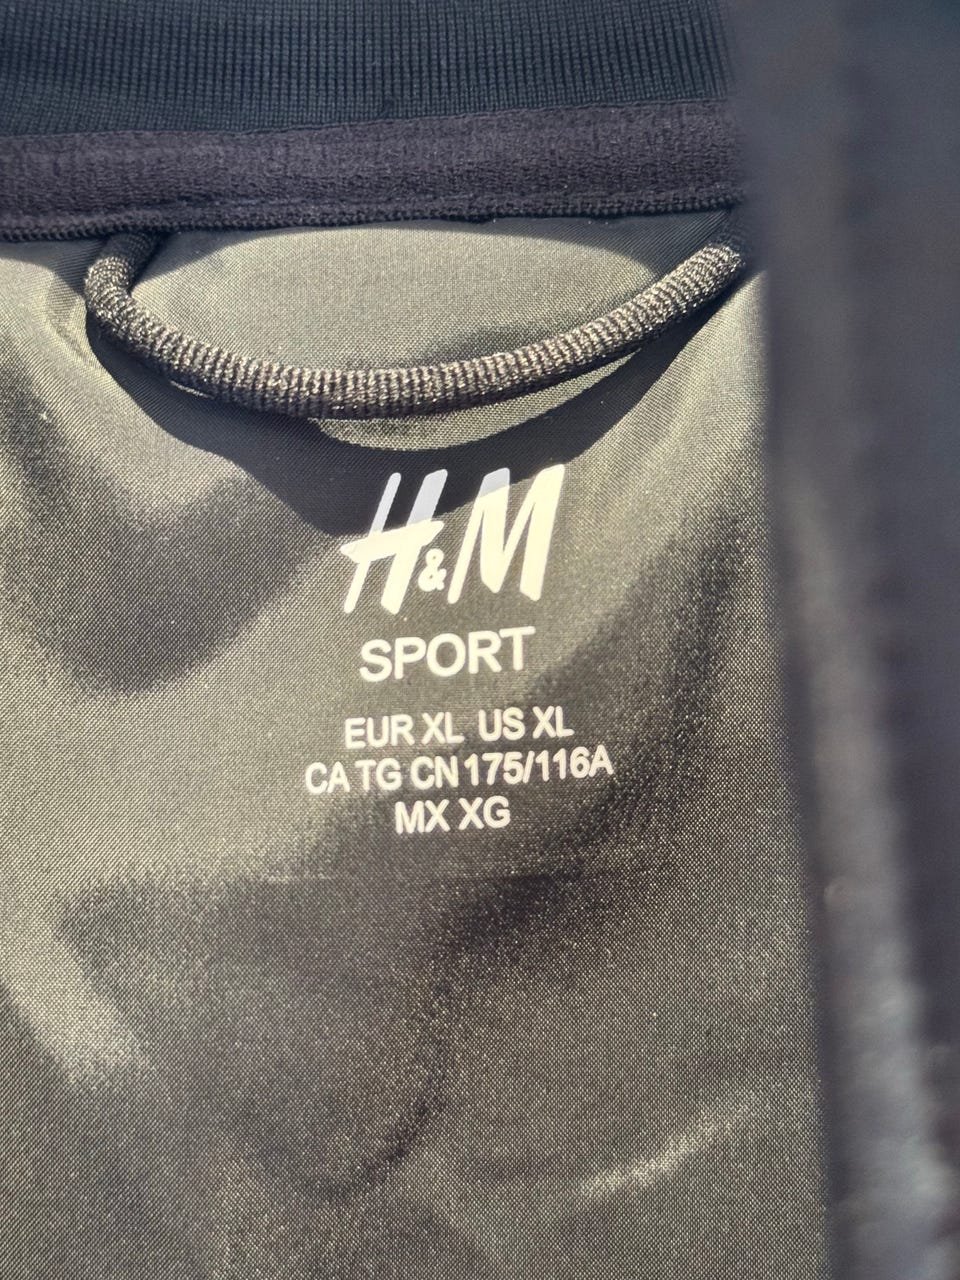 H&M
SPORT
EUR XL US XL
CA TG CN 175/116A
MX XG